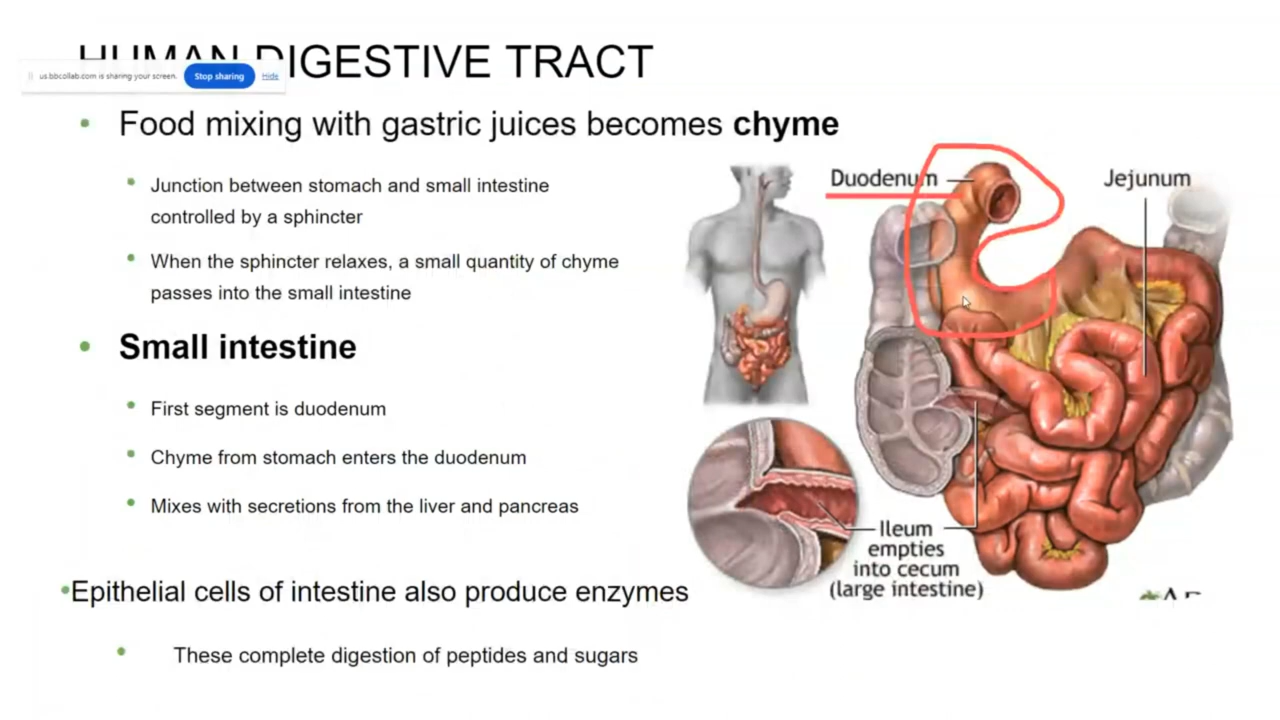 HUMAN DIGESTIVE TRACT
us.bbcollab.com is sharing your screen. Stop sharing Hide
• Food mixing with gastric juices becomes chyme
• Junction between stomach and small intestine
controlled by a sphincter
• When the sphincter relaxes, a small quantity of chyme
passes into the small intestine
• Small intestine
• First segment is duodenum
• Chyme from stomach enters the duodenum
• Mixes with secretions from the liver and pancreas
•Epithelial cells of intestine also produce enzymes
• These complete digestion of peptides and sugars
Duodenum
Jejunum
Ileum
empties
into cecum
(large intestine)